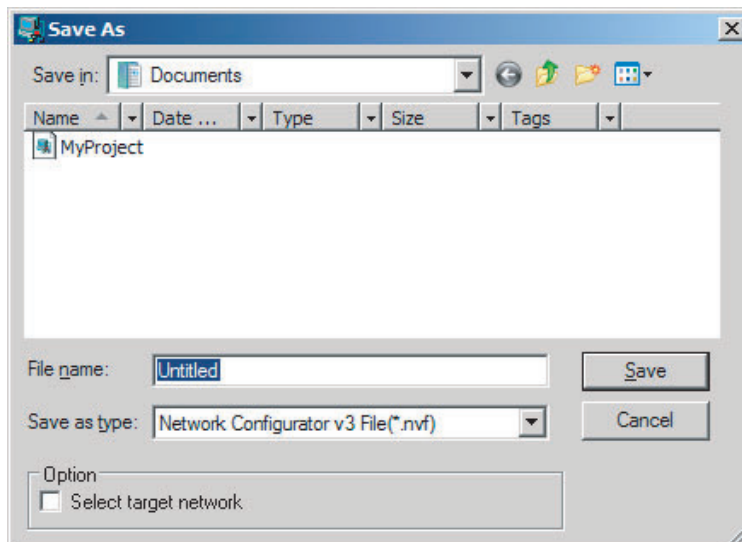 Save As
Save in: Documents
Name Date ... Type Size Tags
MyProject
File name: Untitled Save
Save as type: Network Configurator v3 File(*.nvf) Cancel
Option
Select target network